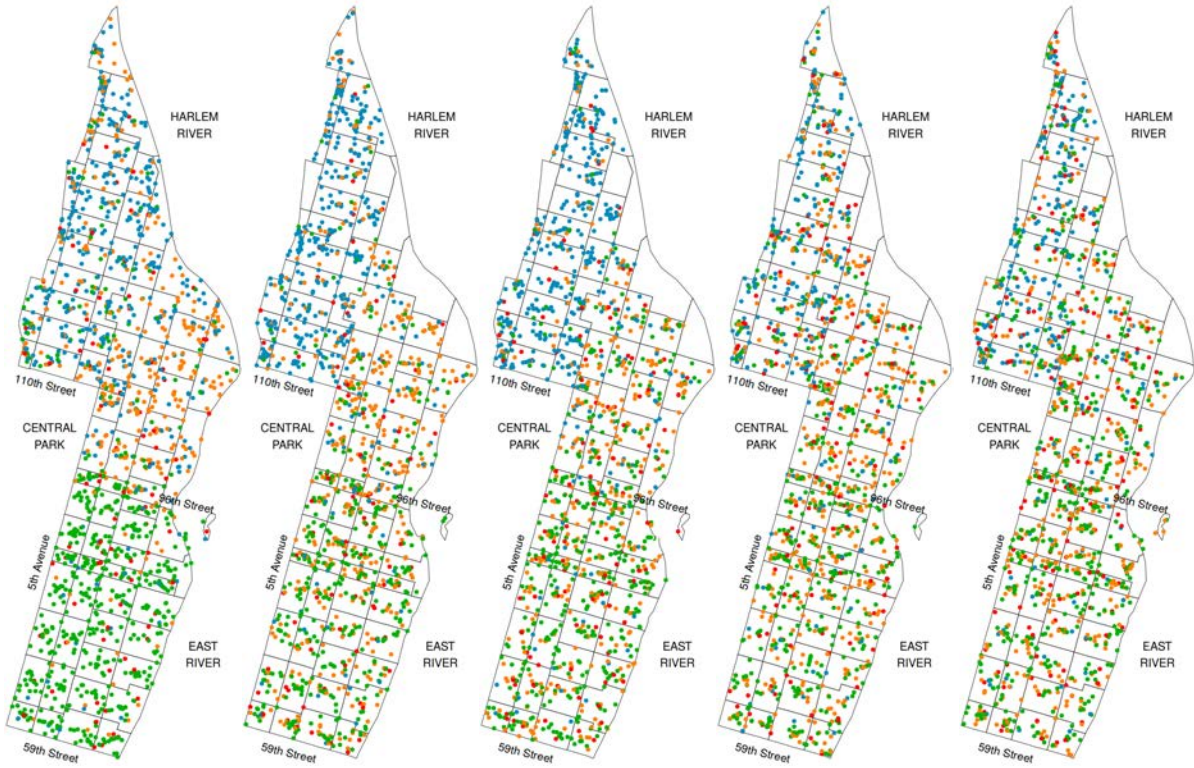 HARLEM
RIVER
110th Street
CENTRAL
PARK
96th Street
5th Avenue
EAST
RIVER
59th Street
HARLEM
RIVER
110th Street
CENTRAL
PARK
96th Street
5th Avenue
EAST
RIVER
59th Street
HARLEM
RIVER
110th Street
CENTRAL
PARK
96th Street
5th Avenue
EAST
RIVER
59th Street
HARLEM
RIVER
110th Street
CENTRAL
PARK
96th Street
5th Avenue
EAST
RIVER
59th Street
HARLEM
RIVER
110th Street
CENTRAL
PARK
96th Street
5th Avenue
EAST
RIVER
59th Street